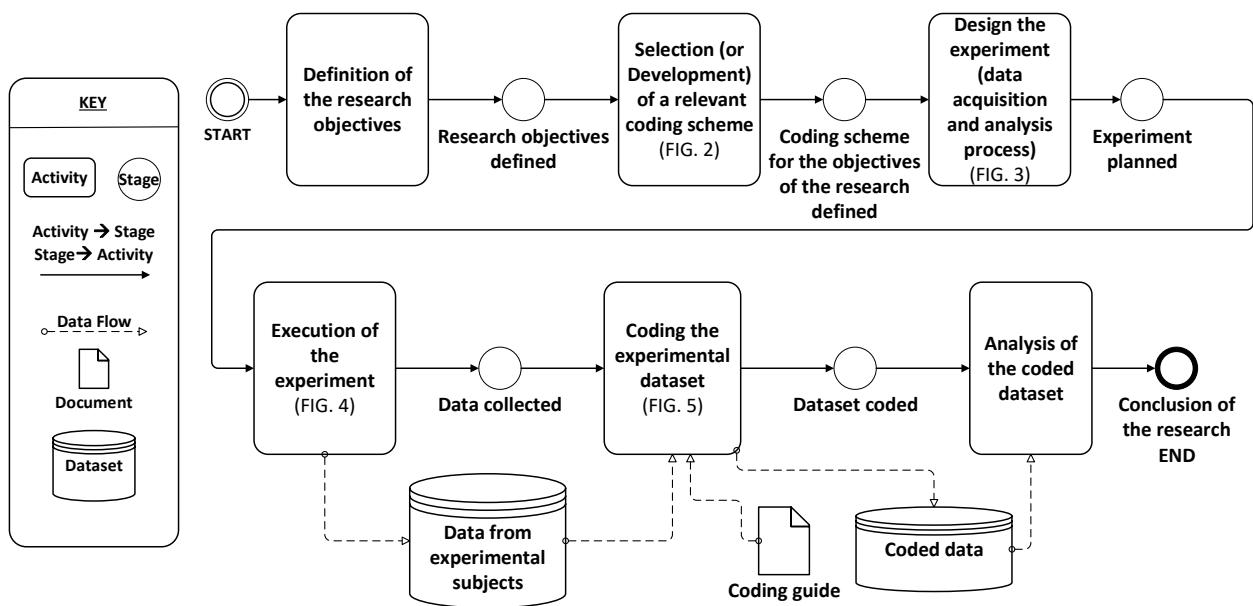 KEY
Activity
Stage
Activity → Stage
Stage → Activity
Data Flow
Document
Dataset
START
Definition of
the research
objectives
Research objectives
defined
Selection (or
Development)
of a relevant
coding scheme
(FIG. 2)
Coding scheme
for the objectives
of the research
defined
Design the
experiment
(data
acquisition
and analysis
process)
(FIG. 3)
Experiment
planned
Execution of
the
experiment
(FIG. 4)
Data collected
Coding the
experimental
dataset
(FIG. 5)
Dataset coded
Analysis of
the coded
dataset
Conclusion of
the research
END
Data from
experimental
subjects
Coding guide
Coded data